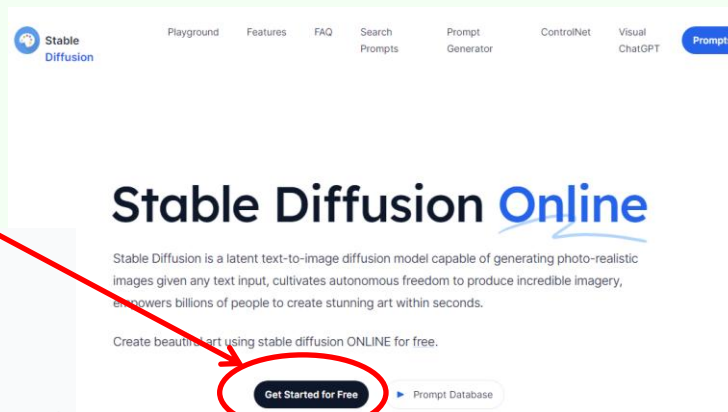 Stable
Diffusion
Playground
Features
FAQ
Search
Prompts
Prompt
Generator
ControlNet
Visual
ChatGPT
Prompts
Stable Diffusion Online
Stable Diffusion is a latent text-to-image diffusion model capable of generating photo-realistic
images given any text input, cultivates autonomous freedom to produce incredible imagery,
empowers billions of people to create stunning art within seconds.
Create beautiful art using stable diffusion ONLINE for free.
Get Started for Free
Prompt Database